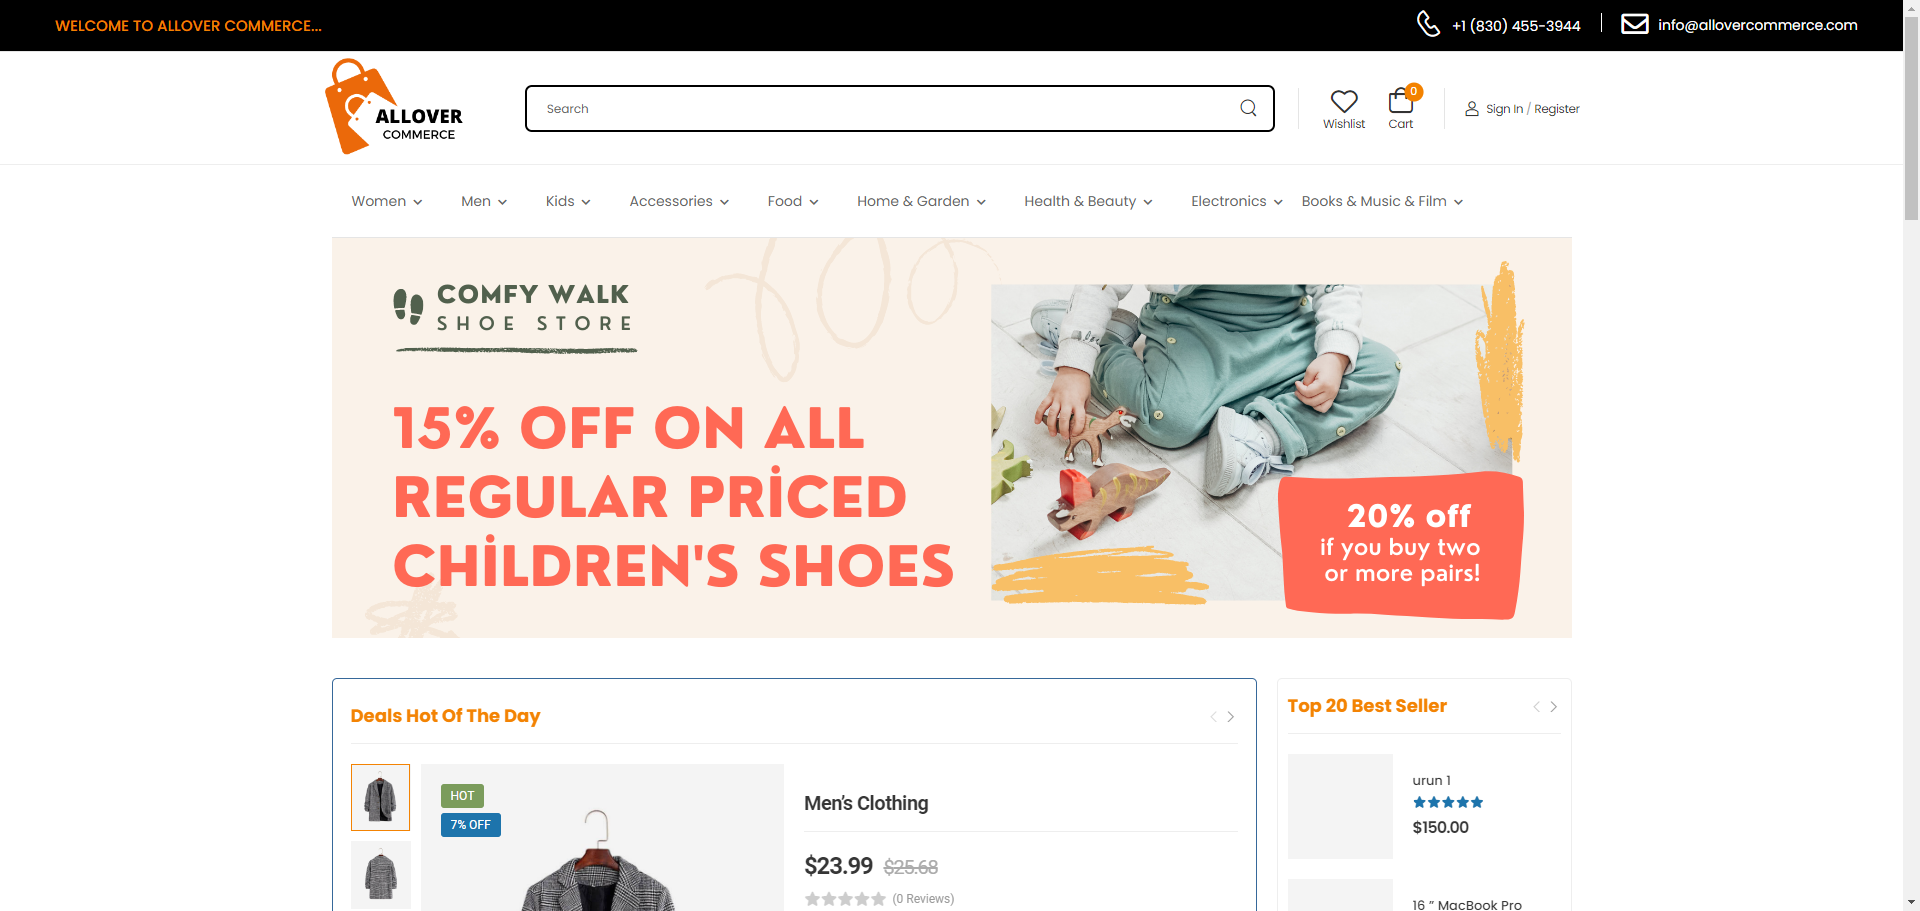 WELCOME TO ALLOVER COMMERCE...
+1 (830) 455-3944
info@allovercommerce.com
ALLOVER
COMMERCE
Search
Wishlist
0
Cart
Sign In / Register
Women
Men
Kids
Accessories
Food
Home & Garden
Health & Beauty
Electronics
Books & Music & Film
COMFY WALK
SHOE STORE
15% OFF ON ALL
REGULAR PRİCED
CHİLDREN'S SHOES
20% off
if you buy two
or more pairs!
Deals Hot Of The Day
HOT
7% OFF
Men’s Clothing
$23.99 $25.68
(0 Reviews)
Top 20 Best Seller
urun 1
$150.00
16 ” MacBook Pro